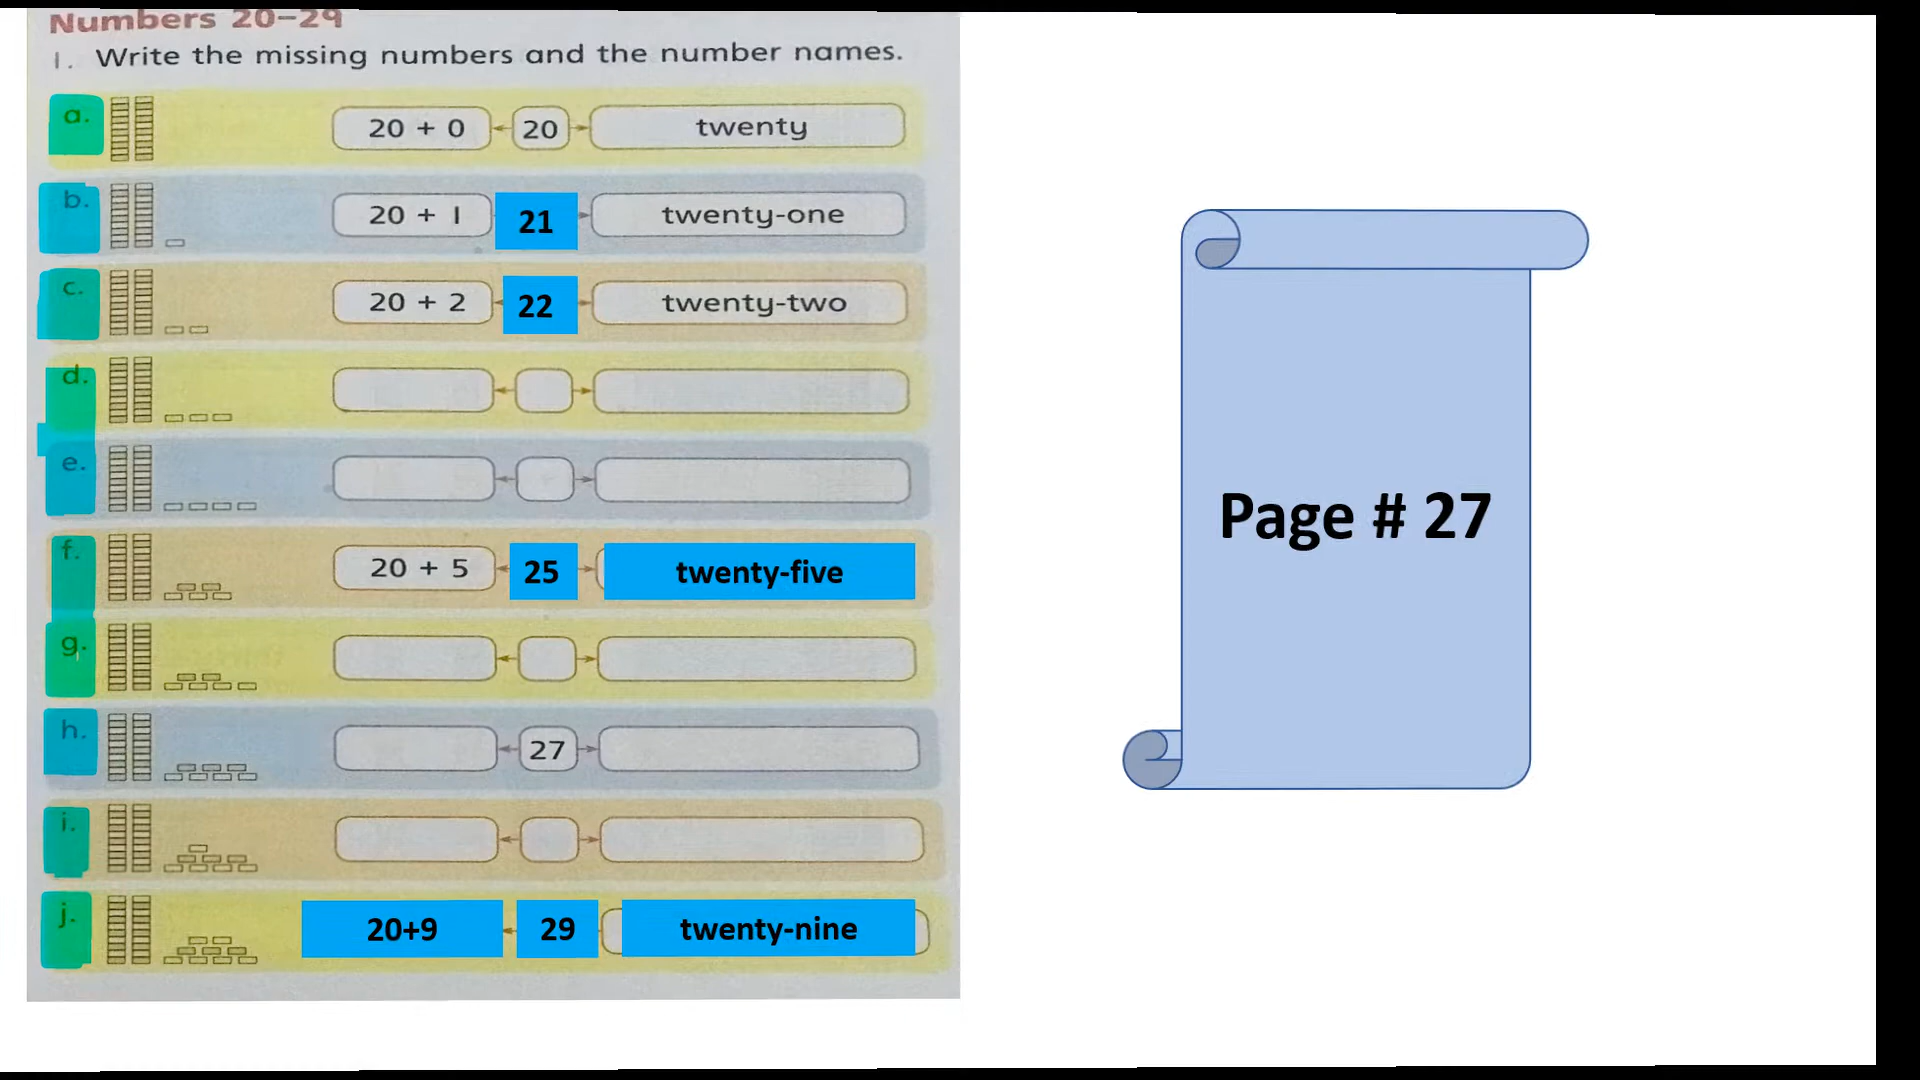 Numbers 20–29
1. Write the missing numbers and the number names.
a. 20 + 0 20 twenty
b. 20 + 1 21 twenty-one
c. 20 + 2 22 twenty-two
d.
e.
f. 20 + 5 25 twenty-five
g.
h. 27
i.
j. 20+9 29 twenty-nine
Page # 27